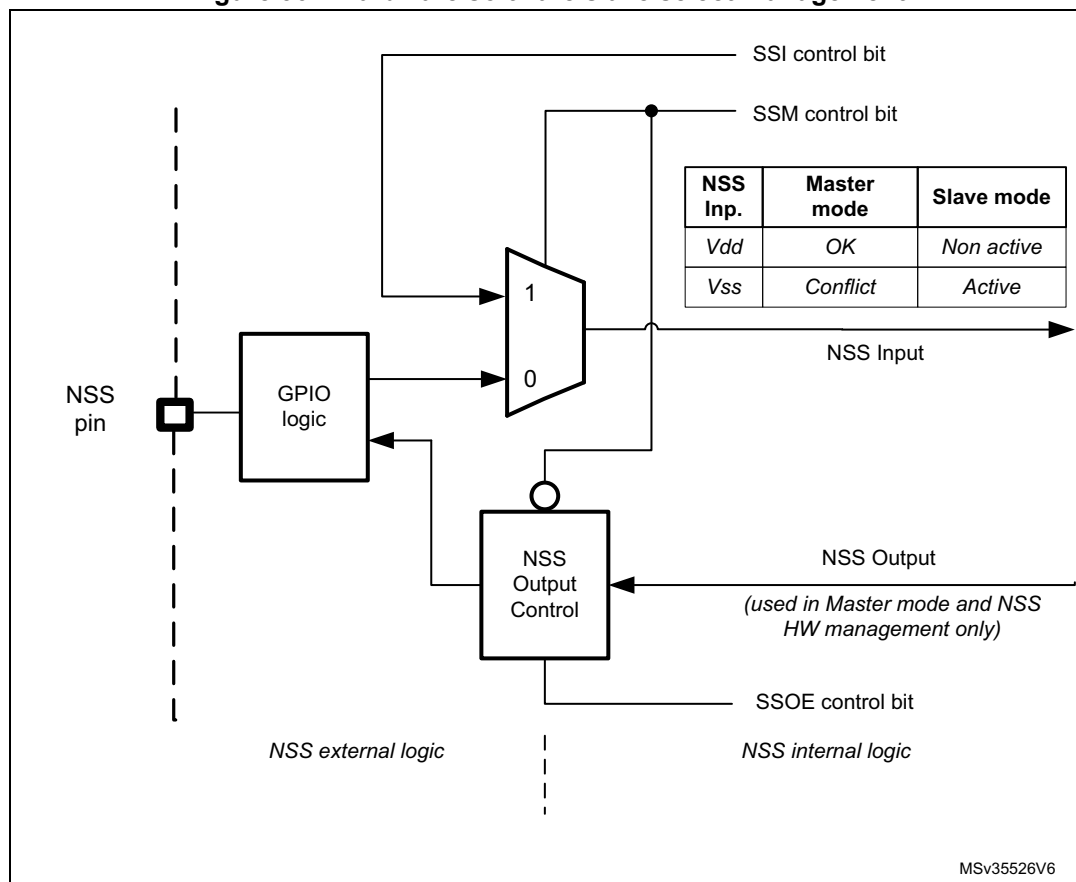 SSI control bit
SSM control bit
NSS Inp. Master mode Slave mode
Vdd OK Non active
Vss Conflict Active
1
0
NSS Input
NSS
pin
GPIO
logic
NSS
Output
Control
NSS Output
(used in Master mode and NSS
HW management only)
SSOE control bit
NSS external logic
NSS internal logic
MSv35526V6